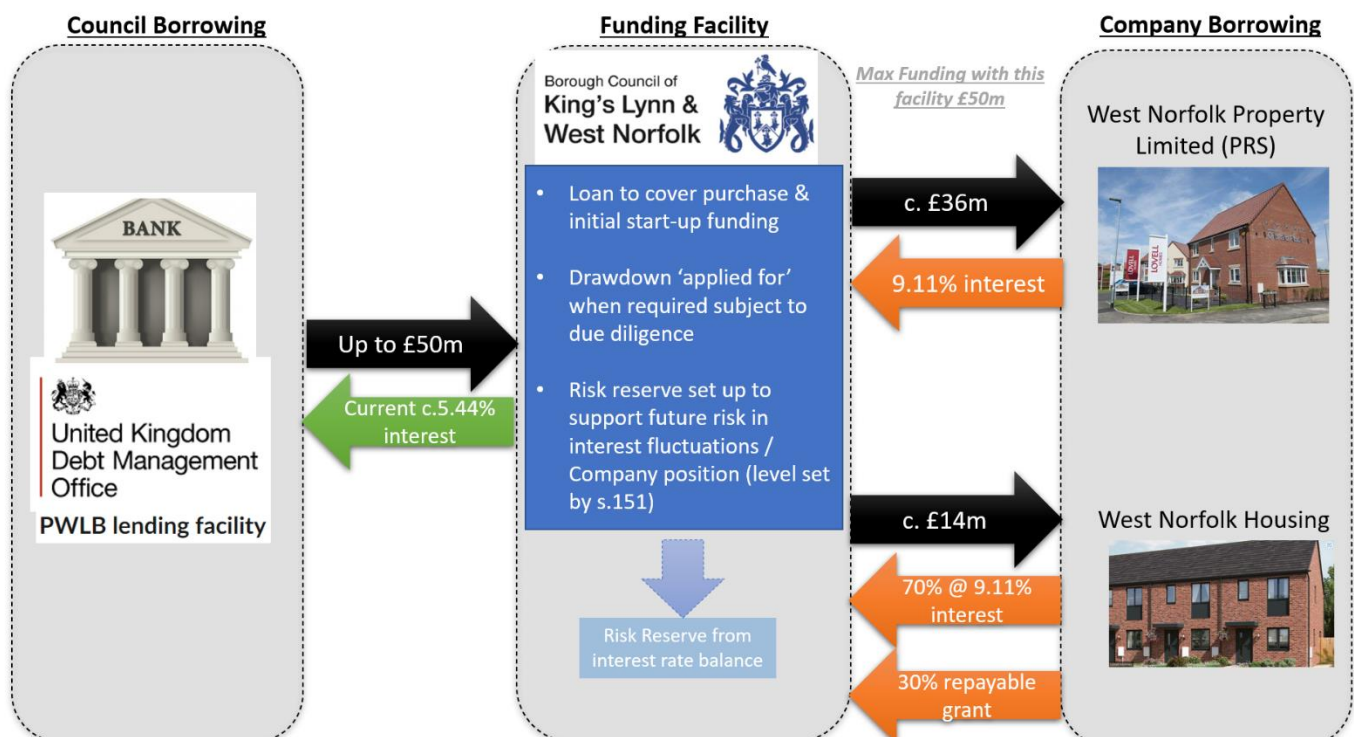 Council Borrowing
BANK
United Kingdom
Debt Management
Office
PWLB lending facility
Up to £50m
Current c.5.44%
interest
Funding Facility
Borough Council of
King's Lynn &
West Norfolk
• Loan to cover purchase &
initial start-up funding
• Drawdown ‘applied for’
when required subject to
due diligence
• Risk reserve set up to
support future risk in
interest fluctuations /
Company position (level set
by s.151)
Risk Reserve from
interest rate balance
Max Funding with this
facility £50m
c. £36m
9.11% interest
c. £14m
70% @ 9.11%
interest
30% repayable
grant
Company Borrowing
West Norfolk Property
Limited (PRS)
LOVELL
LOVELL
West Norfolk Housing